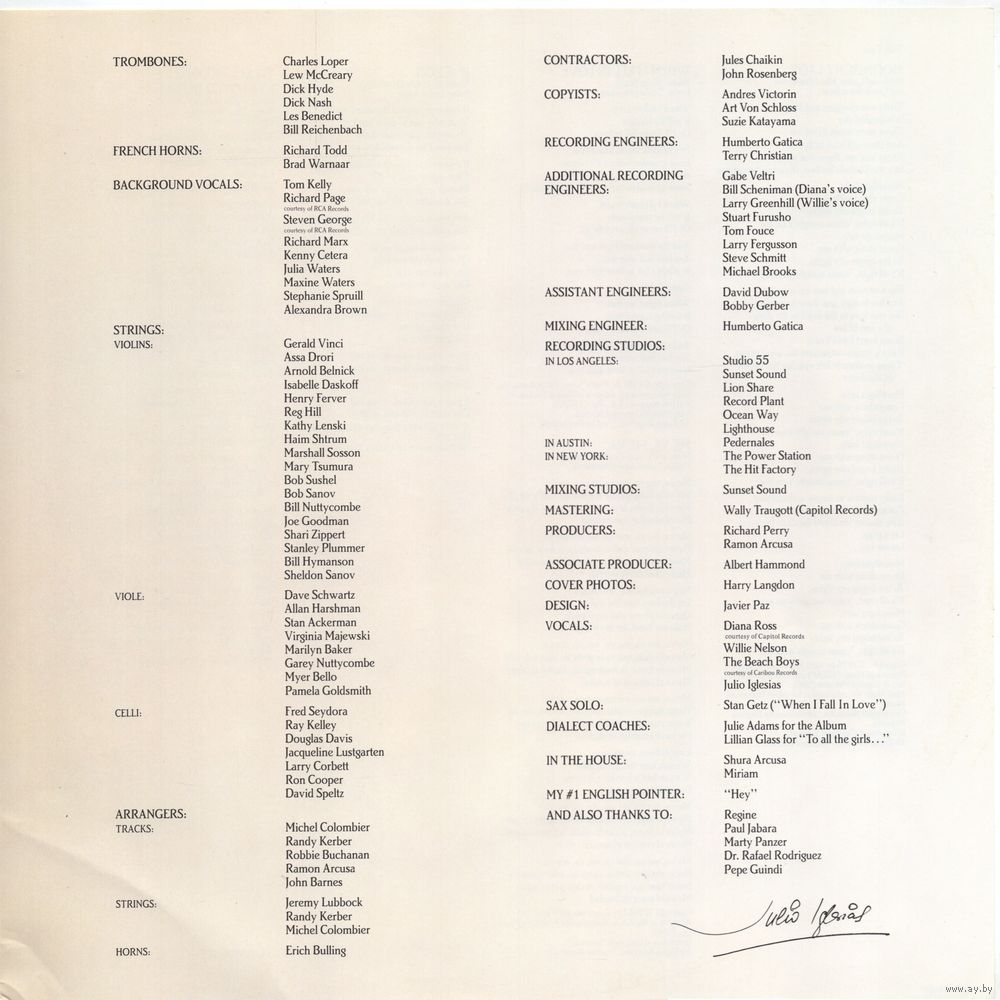 TROMBONES: Charles Loper
Lew McCreary
Dick Hyde
Dick Nash
Les Benedict
Bill Reichenbach
FRENCH HORNS: Richard Todd
Brad Warnaar
BACKGROUND VOCALS: Tom Kelly
Richard Page
courtesy of RCA Records
Steven George
courtesy of RCA Records
Richard Marx
Kenny Cetera
Julia Waters
Maxine Waters
Stephanie Spruill
Alexandra Brown
STRINGS:
VIOLINS: Gerald Vinci
Assa Drori
Arnold Belnick
Isabelle Daskoff
Henry Ferver
Reg Hill
Kathy Lenski
Haim Shtrum
Marshall Sosson
Mary Tsumura
Bob Sushel
Bob Sanov
Bill Nuttycombe
Joe Goodman
Shari Zippert
Stanley Plummer
Bill Hymanson
Sheldon Sanov
VIOLE: Dave Schwartz
Allan Harshman
Stan Ackerman
Virginia Majewski
Marilyn Baker
Garey Nuttycombe
Myer Bello
Pamela Goldsmith
CELLI: Fred Seydora
Ray Kelley
Douglas Davis
Jacqueline Lustgarten
Larry Corbett
Ron Cooper
David Speltz
ARRANGERS:
TRACKS: Michel Colombier
Randy Kerber
Robbie Buchanan
Ramon Arcusa
John Barnes
STRINGS: Jeremy Lubbock
Randy Kerber
Michel Colombier
HORNS: Erich Bulling
CONTRACTORS: Jules Chaikin
John Rosenberg
COPYISTS: Andres Victorin
Art Von Schloss
Suzie Katayama
RECORDING ENGINEERS: Humberto Gatica
Terry Christian
ADDITIONAL RECORDING Gabe Veltri
ENGINEERS: Bill Scheniman (Diana's voice)
Larry Greenhill (Willie's voice)
Stuart Furusho
Tom Fouce
Larry Fergusson
Steve Schmitt
Michael Brooks
ASSISTANT ENGINEERS: David Dubow
Bobby Gerber
MIXING ENGINEER: Humberto Gatica
RECORDING STUDIOS:
IN LOS ANGELES: Studio 55
Sunset Sound
Lion Share
Record Plant
Ocean Way
Lighthouse
IN AUSTIN: Pedernales
IN NEW YORK: The Power Station
The Hit Factory
MIXING STUDIOS: Sunset Sound
MASTERING: Wally Traugott (Capitol Records)
PRODUCERS: Richard Perry
Ramon Arcusa
ASSOCIATE PRODUCER: Albert Hammond
COVER PHOTOS: Harry Langdon
DESIGN: Javier Paz
VOCALS: Diana Ross
courtesy of Capitol Records
Willie Nelson
The Beach Boys
courtesy of Caribou Records
Julio Iglesias
SAX SOLO: Stan Getz ("When I Fall In Love")
DIALECT COACHES: Julie Adams for the Album
Lillian Glass for "To all the girls..."
IN THE HOUSE: Shura Arcusa
Miriam
MY #1 ENGLISH POINTER: "Hey"
AND ALSO THANKS TO: Regine
Paul Jabara
Marty Panzer
Dr. Rafael Rodriguez
Pepe Guindi
Julio Iglesias
www.ay.by